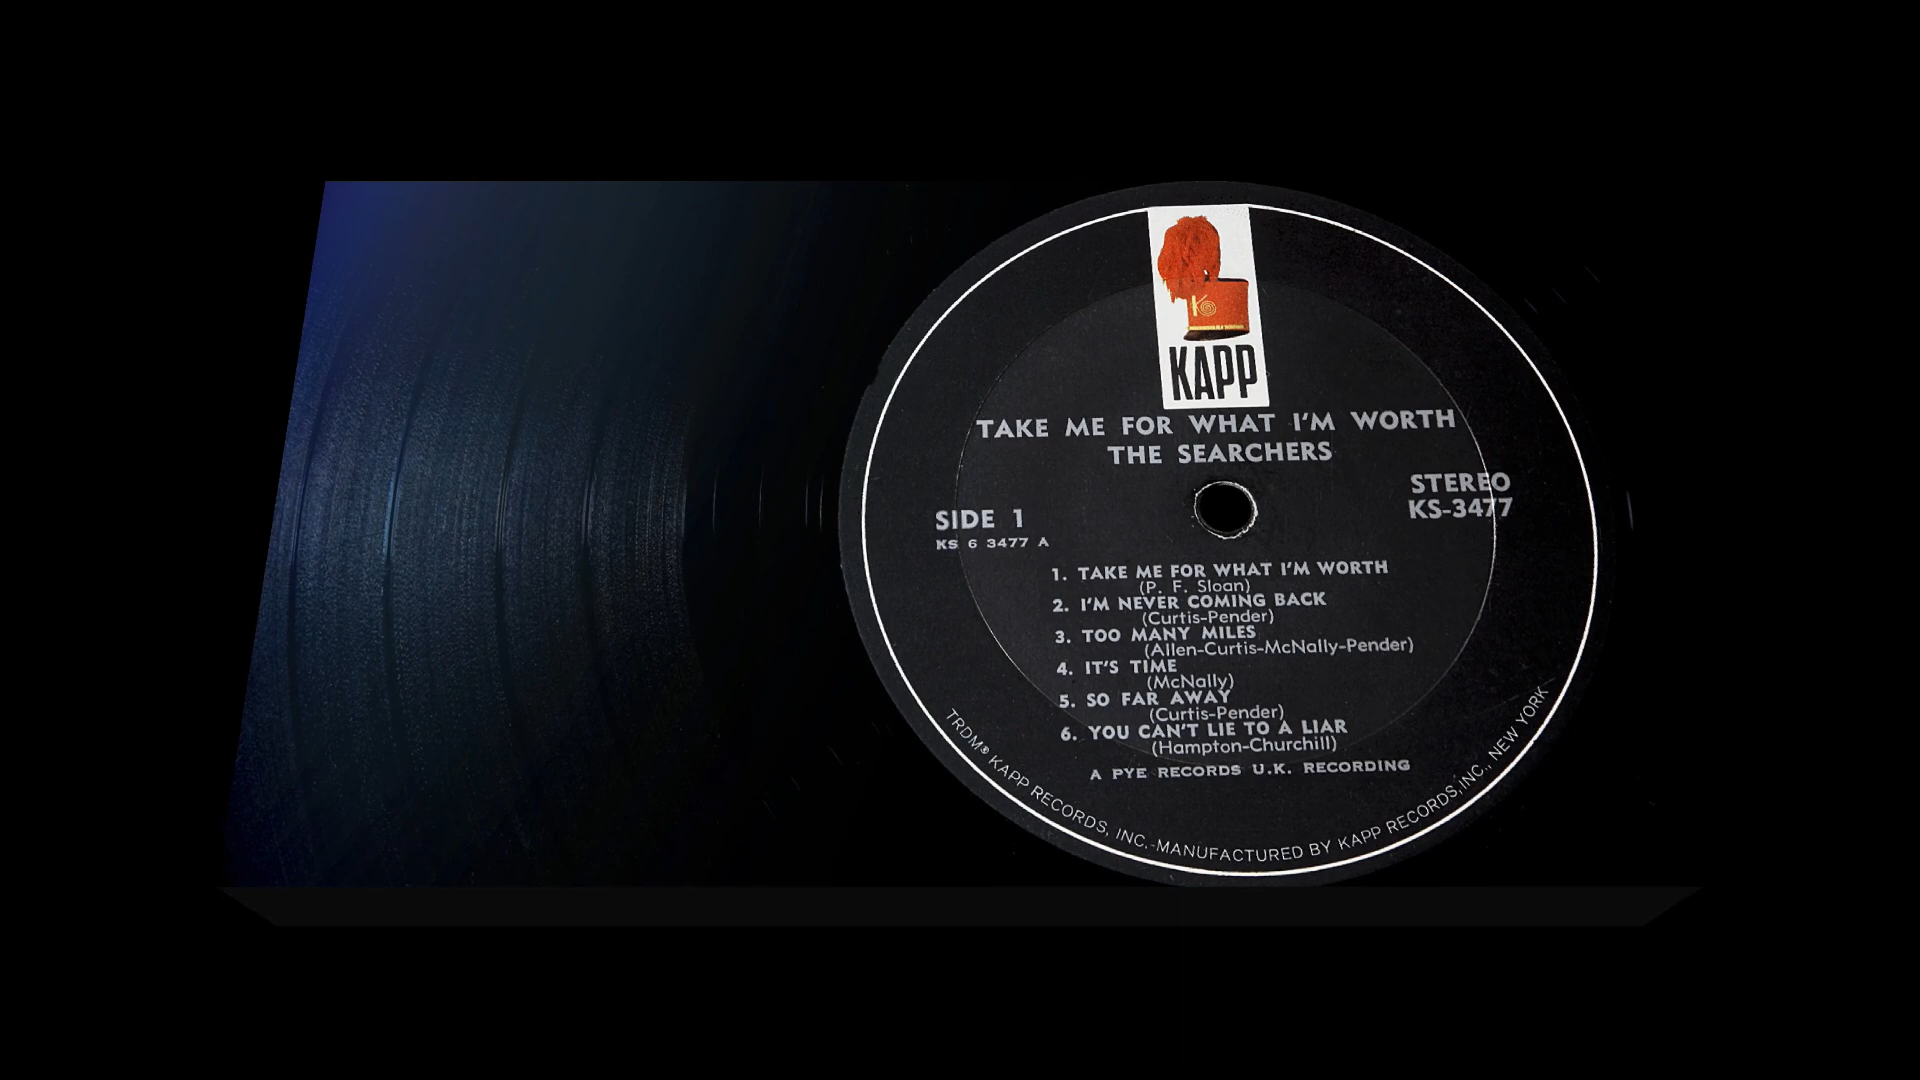 KAPP
TAKE ME FOR WHAT I'M WORTH
THE SEARCHERS
STEREO
KS-3477
SIDE 1
KS 6 3477 A
1. TAKE ME FOR WHAT I'M WORTH
(P. F. Sloan)
2. I'M NEVER COMING BACK
(Curtis-Pender)
3. TOO MANY MILES
(Allen-Curtis-McNally-Pender)
4. IT'S TIME
(McNally)
5. SO FAR AWAY
(Curtis-Pender)
6. YOU CAN'T LIE TO A LIAR
(Hampton-Churchill)
A PYE RECORDS U.K. RECORDING
TRDM® KAPP RECORDS, INC.-MANUFACTURED BY KAPP RECORDS, INC., NEW YORK